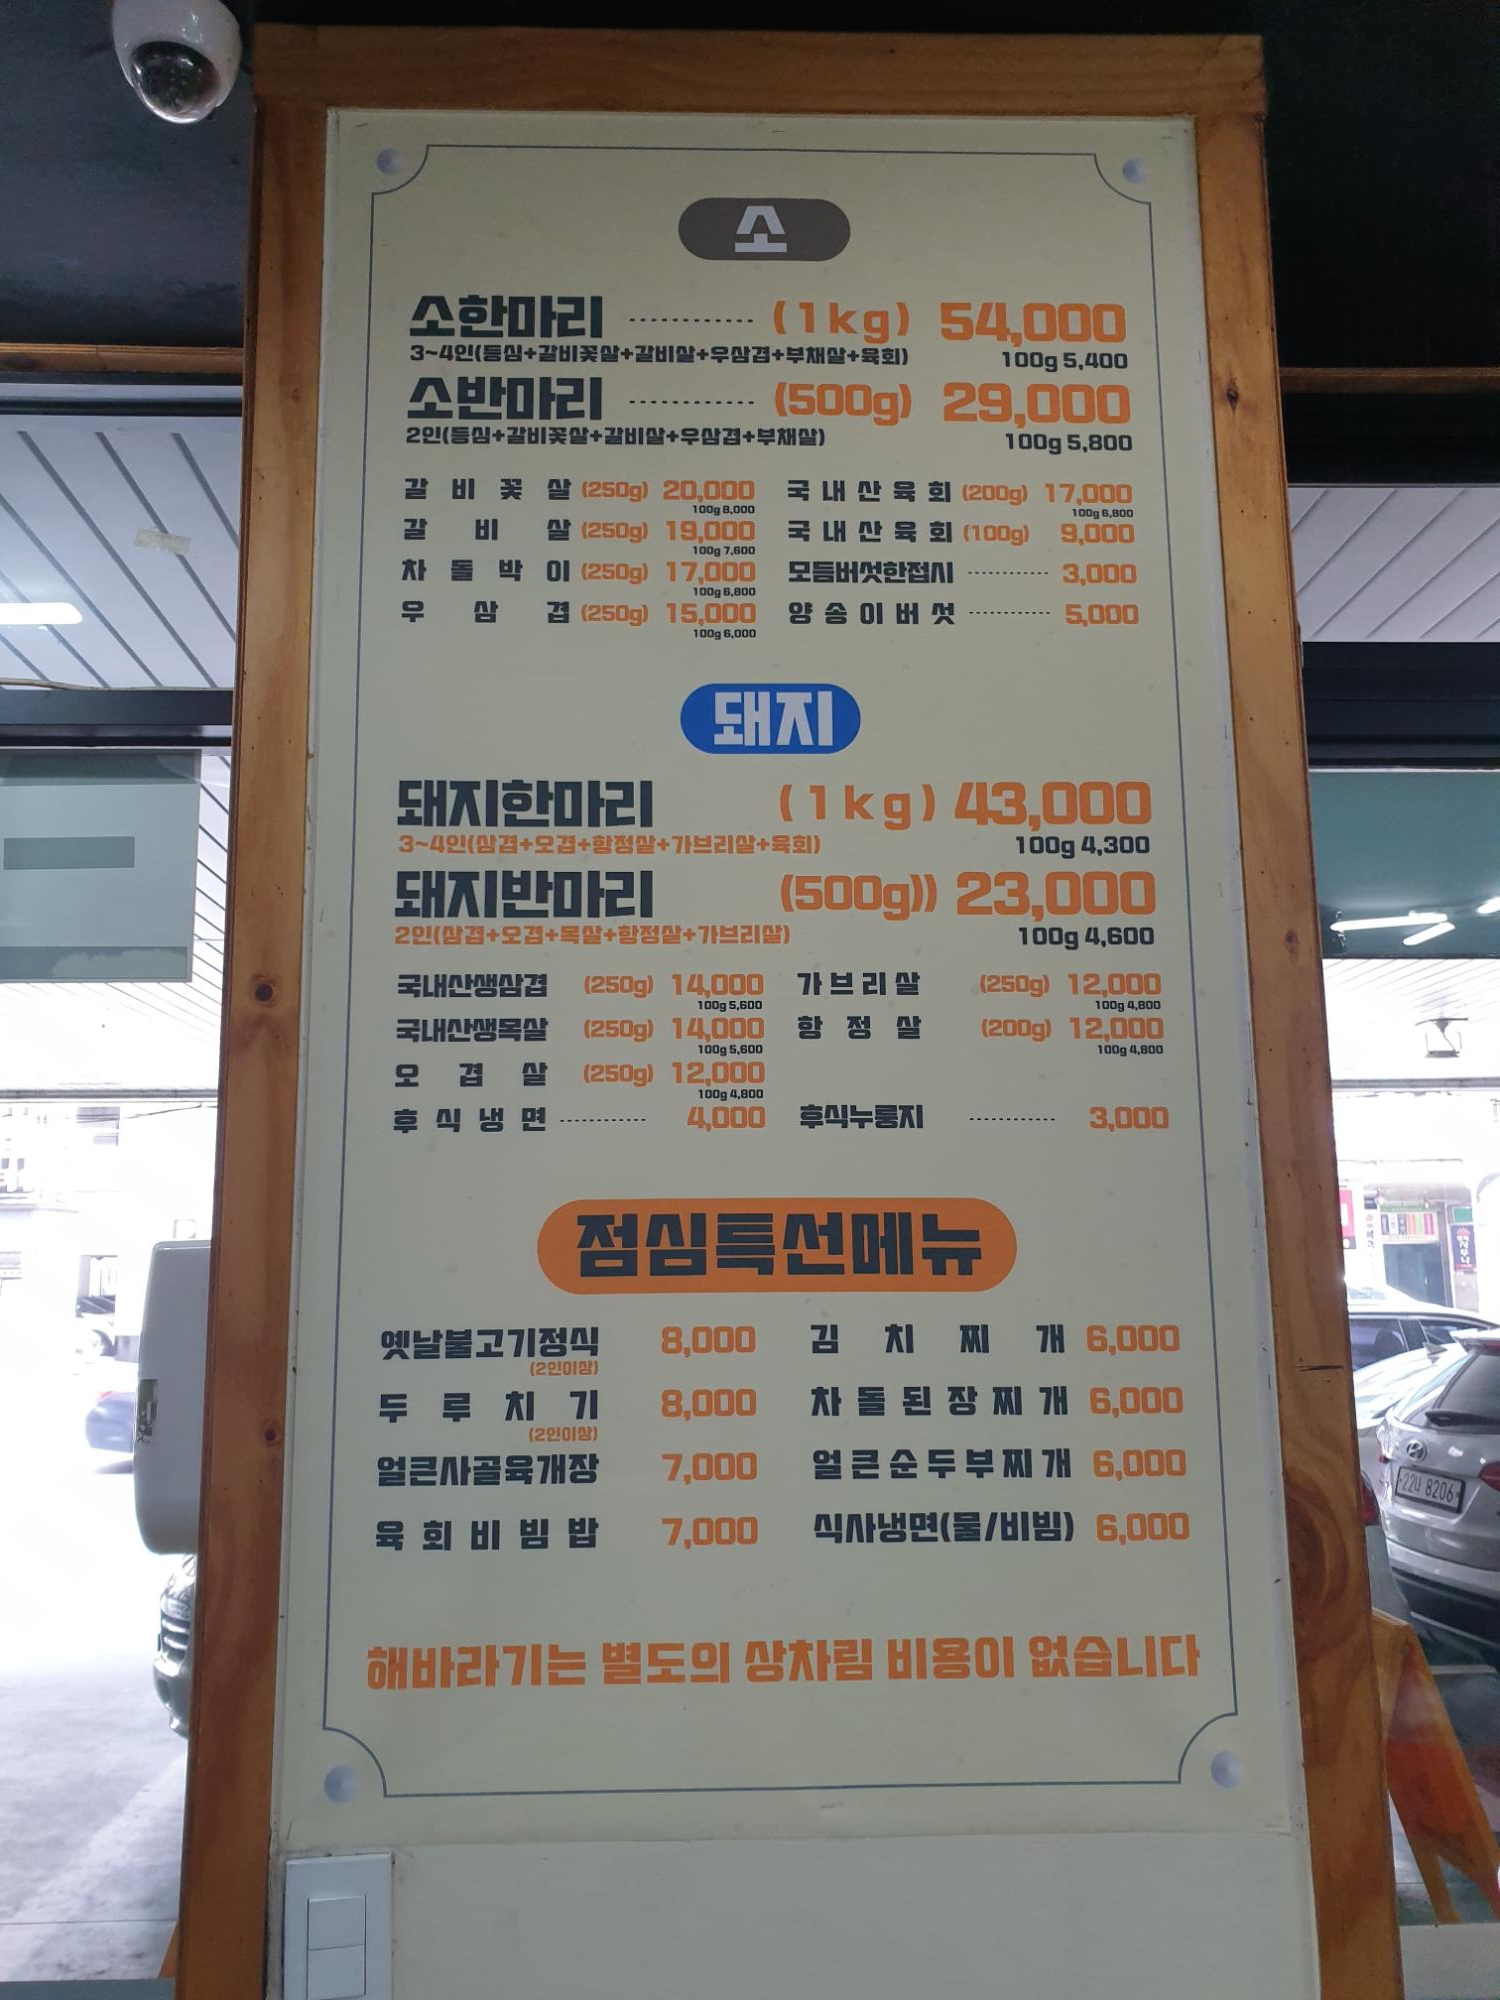 소
소한마리 ············ (1kg) 54,000
3~4인(등심+갈비꽃살+갈비살+우삼겹+부채살+육회) 100g 5,400
소반마리 ············ (500g) 29,000
2인(등심+갈비꽃살+갈비살+우삼겹+부채살) 100g 5,800
갈비꽃살 (250g) 20,000 국내산육회 (200g) 17,000
100g 8,000 100g 6,800
갈비살 (250g) 19,000 국내산육회 (100g) 9,000
100g 7,600
차돌박이 (250g) 17,000 모듬버섯한접시 ··········· 3,000
100g 6,800
우삼겹 (250g) 15,000 양송이버섯 ··········· 5,000
100g 6,000
돼지
돼지한마리 (1kg) 43,000
3~4인(삼겹+오겹+항정살+가브리살+육회) 100g 4,300
돼지반마리 (500g)) 23,000
2인(삼겹+오겹+목살+항정살+가브리살) 100g 4,600
국내산생삼겹 (250g) 14,000 가브리살 (250g) 12,000
100g 5,600 100g 4,800
국내산생목살 (250g) 14,000 항정살 (200g) 12,000
100g 5,600 100g 4,800
오겹살 (250g) 12,000
100g 4,800
후식냉면 ··········· 4,000 후식누룽지 ··········· 3,000
점심특선메뉴
옛날불고기정식 8,000 김치찌개 6,000
(2인이상)
두루치기 8,000 차돌된장찌개 6,000
(2인이상)
얼큰사골육개장 7,000 얼큰순두부찌개 6,000
육회비빔밥 7,000 식사냉면(물/비빔) 6,000
해바라기는 별도의 상차림 비용이 없습니다
8206